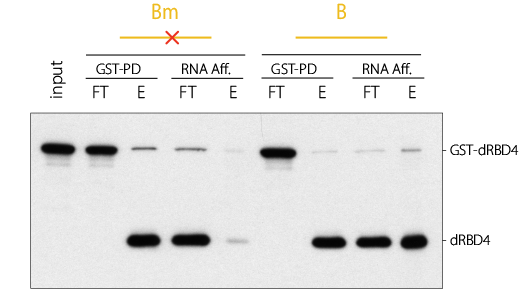 Bm B
GST-PD RNA Aff. GST-PD RNA Aff.
input FT E FT E FT E FT E
GST-dRBD4
dRBD4